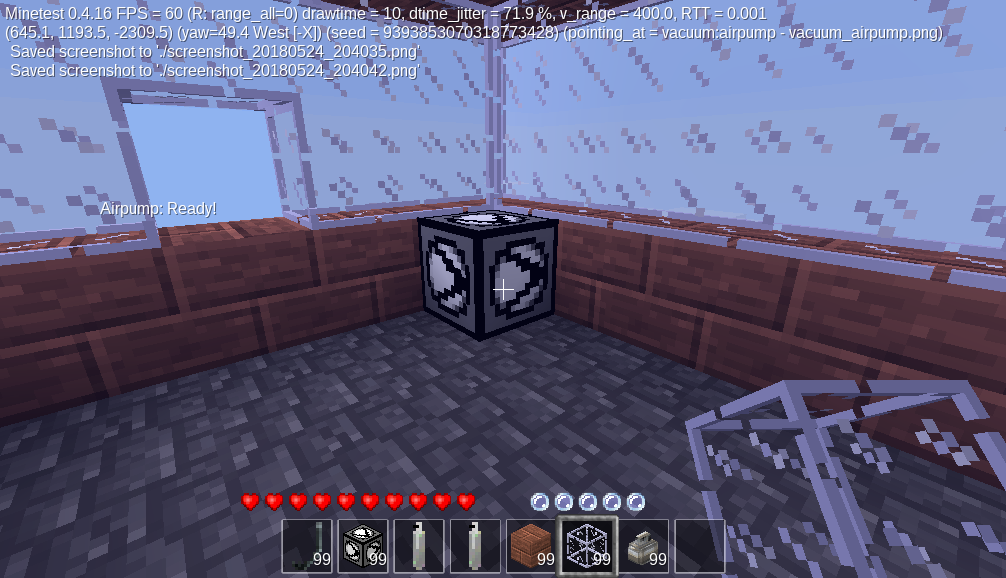 Minetest 0.4.16 FPS = 60 (R: range_all=0) drawtime = 10, dtime_jitter = 71.9 %, v_range = 400.0, RTT = 0.001
(645.1, 1193.5, -2309.5) (yaw=49.4 West [-X]) (seed = 9393853070318773428) (pointing_at = vacuum:airpump - vacuum_airpump.png)
Saved screenshot to './screenshot_20180524_204035.png'
Saved screenshot to './screenshot_20180524_204042.png'
Airpump: Ready!
99 99 99 99 99